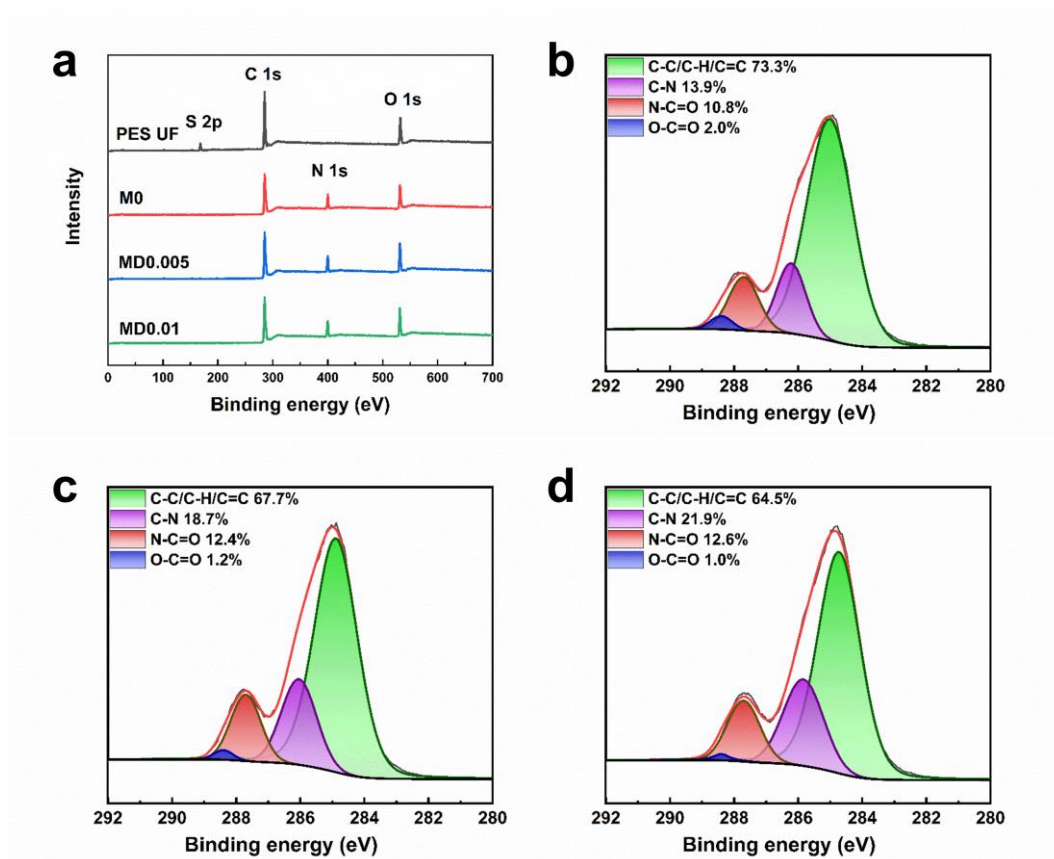 a
C 1s
O 1s
S 2p
PES UF
N 1s
M0
MD0.005
MD0.01
Intensity
0 100 200 300 400 500 600 700
Binding energy (eV)
b
C-C/C-H/C=C 73.3%
C-N 13.9%
N-C=O 10.8%
O-C=O 2.0%
292 290 288 286 284 282 280
Binding energy (eV)
c
C-C/C-H/C=C 67.7%
C-N 18.7%
N-C=O 12.4%
O-C=O 1.2%
292 290 288 286 284 282 280
Binding energy (eV)
d
C-C/C-H/C=C 64.5%
C-N 21.9%
N-C=O 12.6%
O-C=O 1.0%
292 290 288 286 284 282 280
Binding energy (eV)